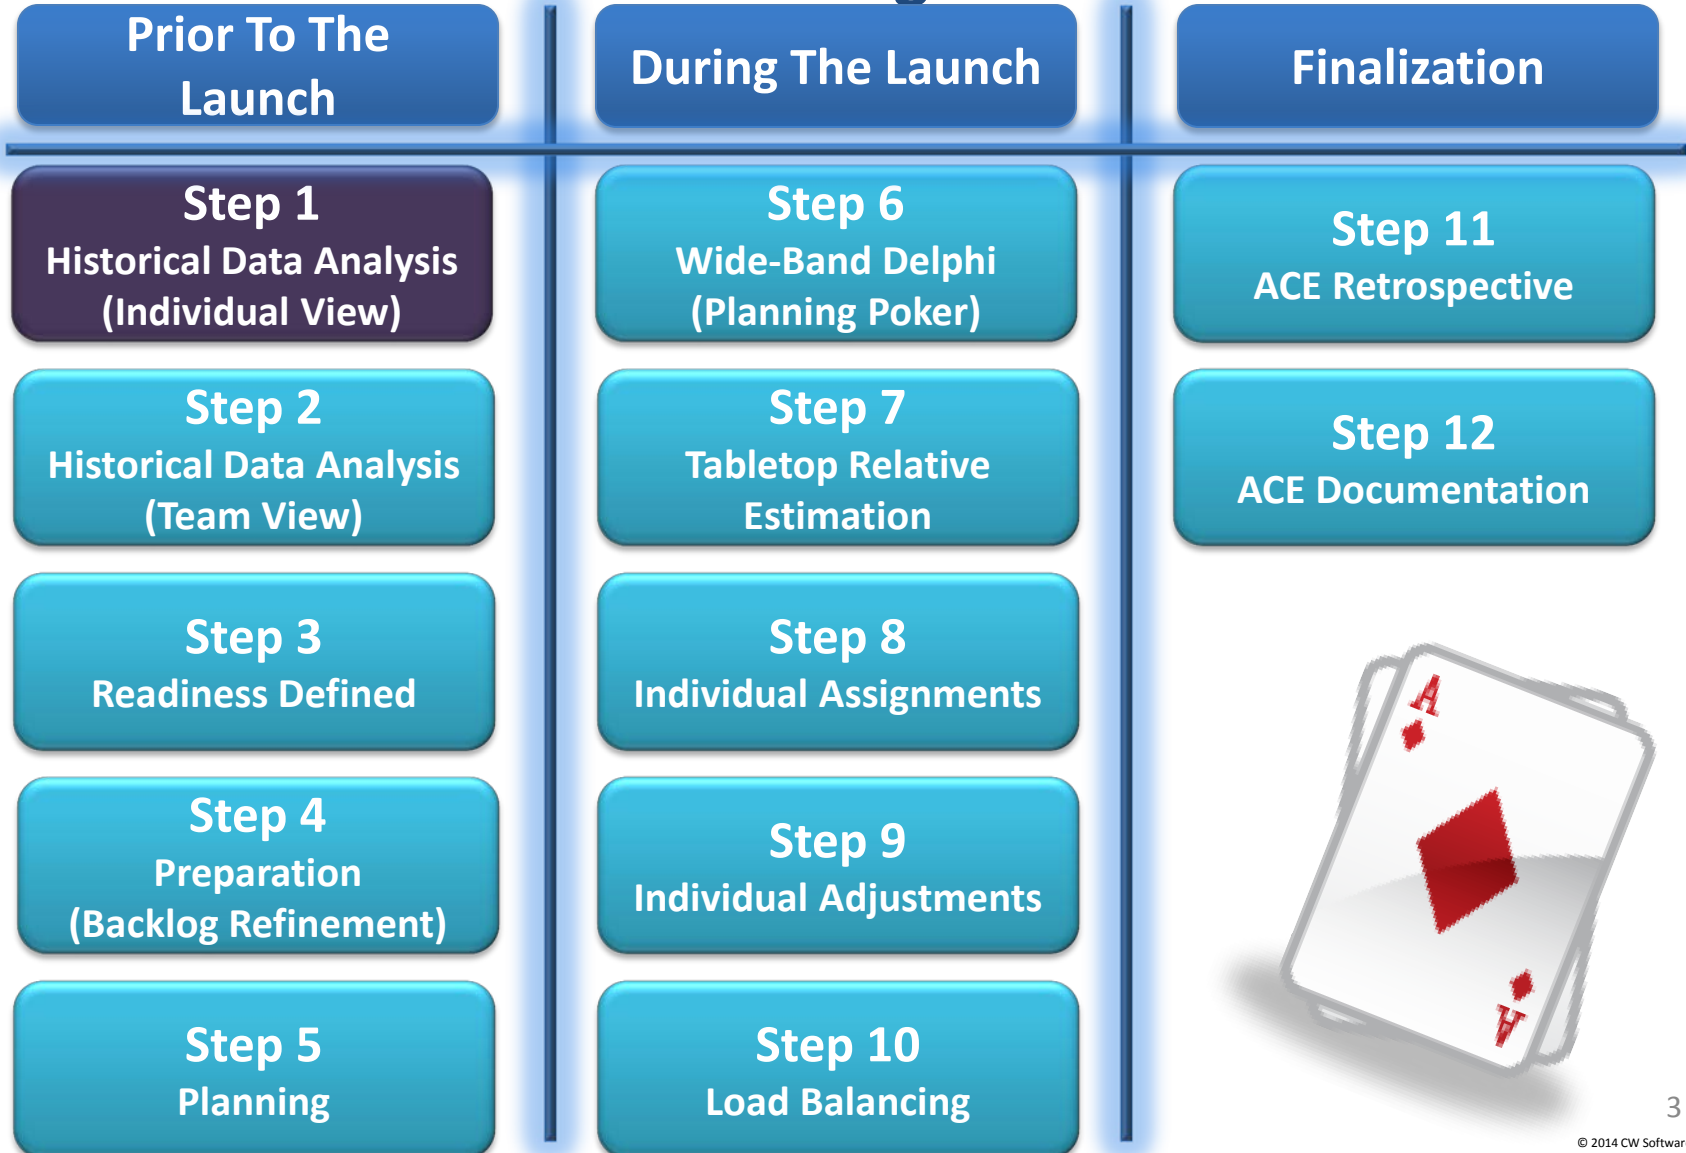 Prior To The
Launch
During The Launch
Finalization
Step 1
Historical Data Analysis
(Individual View)
Step 2
Historical Data Analysis
(Team View)
Step 3
Readiness Defined
Step 4
Preparation
(Backlog Refinement)
Step 5
Planning
Step 6
Wide-Band Delphi
(Planning Poker)
Step 7
Tabletop Relative
Estimation
Step 8
Individual Assignments
Step 9
Individual Adjustments
Step 10
Load Balancing
Step 11
ACE Retrospective
Step 12
ACE Documentation
A
A
3
© 2014 CW Softwar